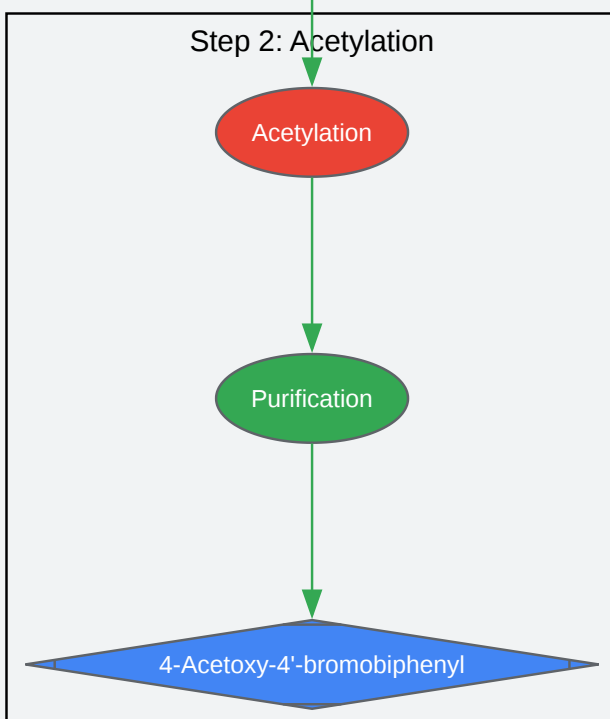 Step 2: Acetylation
Acetylation
Purification
4-Acetoxy-4'-bromobiphenyl